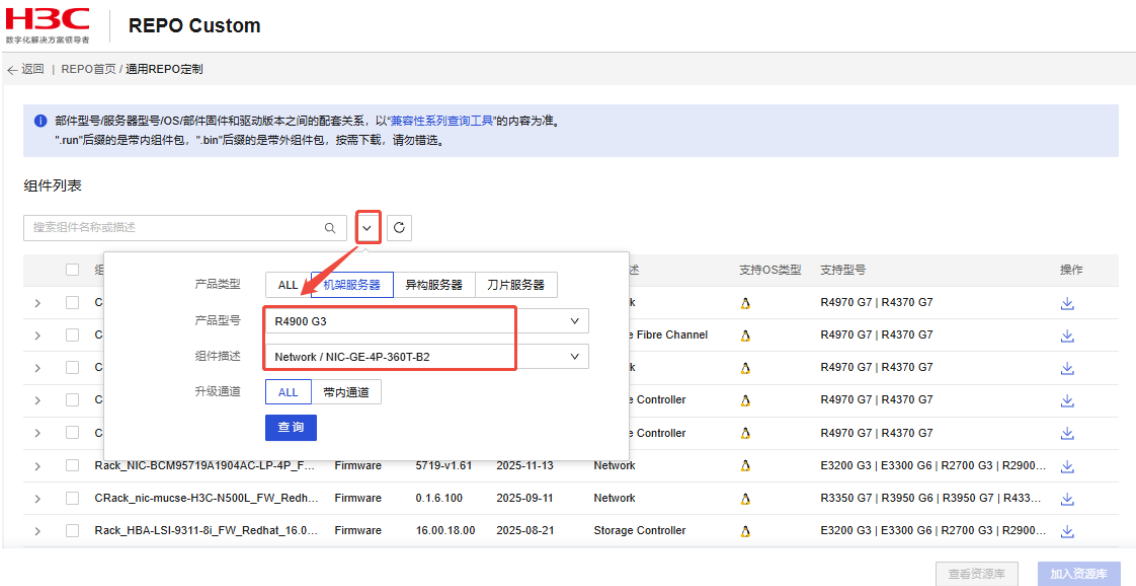 H3C
数字化解决方案领导者
REPO Custom
返回 | REPO首页 / 通用REPO定制
部件型号/服务器型号/OS/部件固件和驱动版本之间的配套关系，以“兼容性系列查询工具”的内容为准。
".run"后缀的是带内组件包，".bin"后缀的是带外组件包，按需下载，请勿错选。
组件列表
搜索组件名称或描述
组 述 支持OS类型 支持型号 操作
产品类型 ALL 机架服务器 异构服务器 刀片服务器
C k R4970 G7 | R4370 G7
产品型号 R4900 G3
C e Fibre Channel R4970 G7 | R4370 G7
组件描述 Network / NIC-GE-4P-360T-B2
C k R4970 G7 | R4370 G7
升级通道 ALL 带内通道
C e Controller R4970 G7 | R4370 G7
查询
C e Controller R4970 G7 | R4370 G7
Rack_NIC-BCM95719A1904AC-LP-4P_F... Firmware 5719-v1.61 2025-11-13 Network E3200 G3 | E3300 G6 | R2700 G3 | R2900...
CRack_nic-mucse-H3C-N500L_FW_Redh... Firmware 0.1.6.100 2025-09-11 Network R3350 G7 | R3950 G6 | R3950 G7 | R433...
Rack_HBA-LSI-9311-8i_FW_Redhat_16.0... Firmware 16.00.18.00 2025-08-21 Storage Controller E3200 G3 | E3300 G6 | R2700 G3 | R2900...
查看资源库 加入资源库